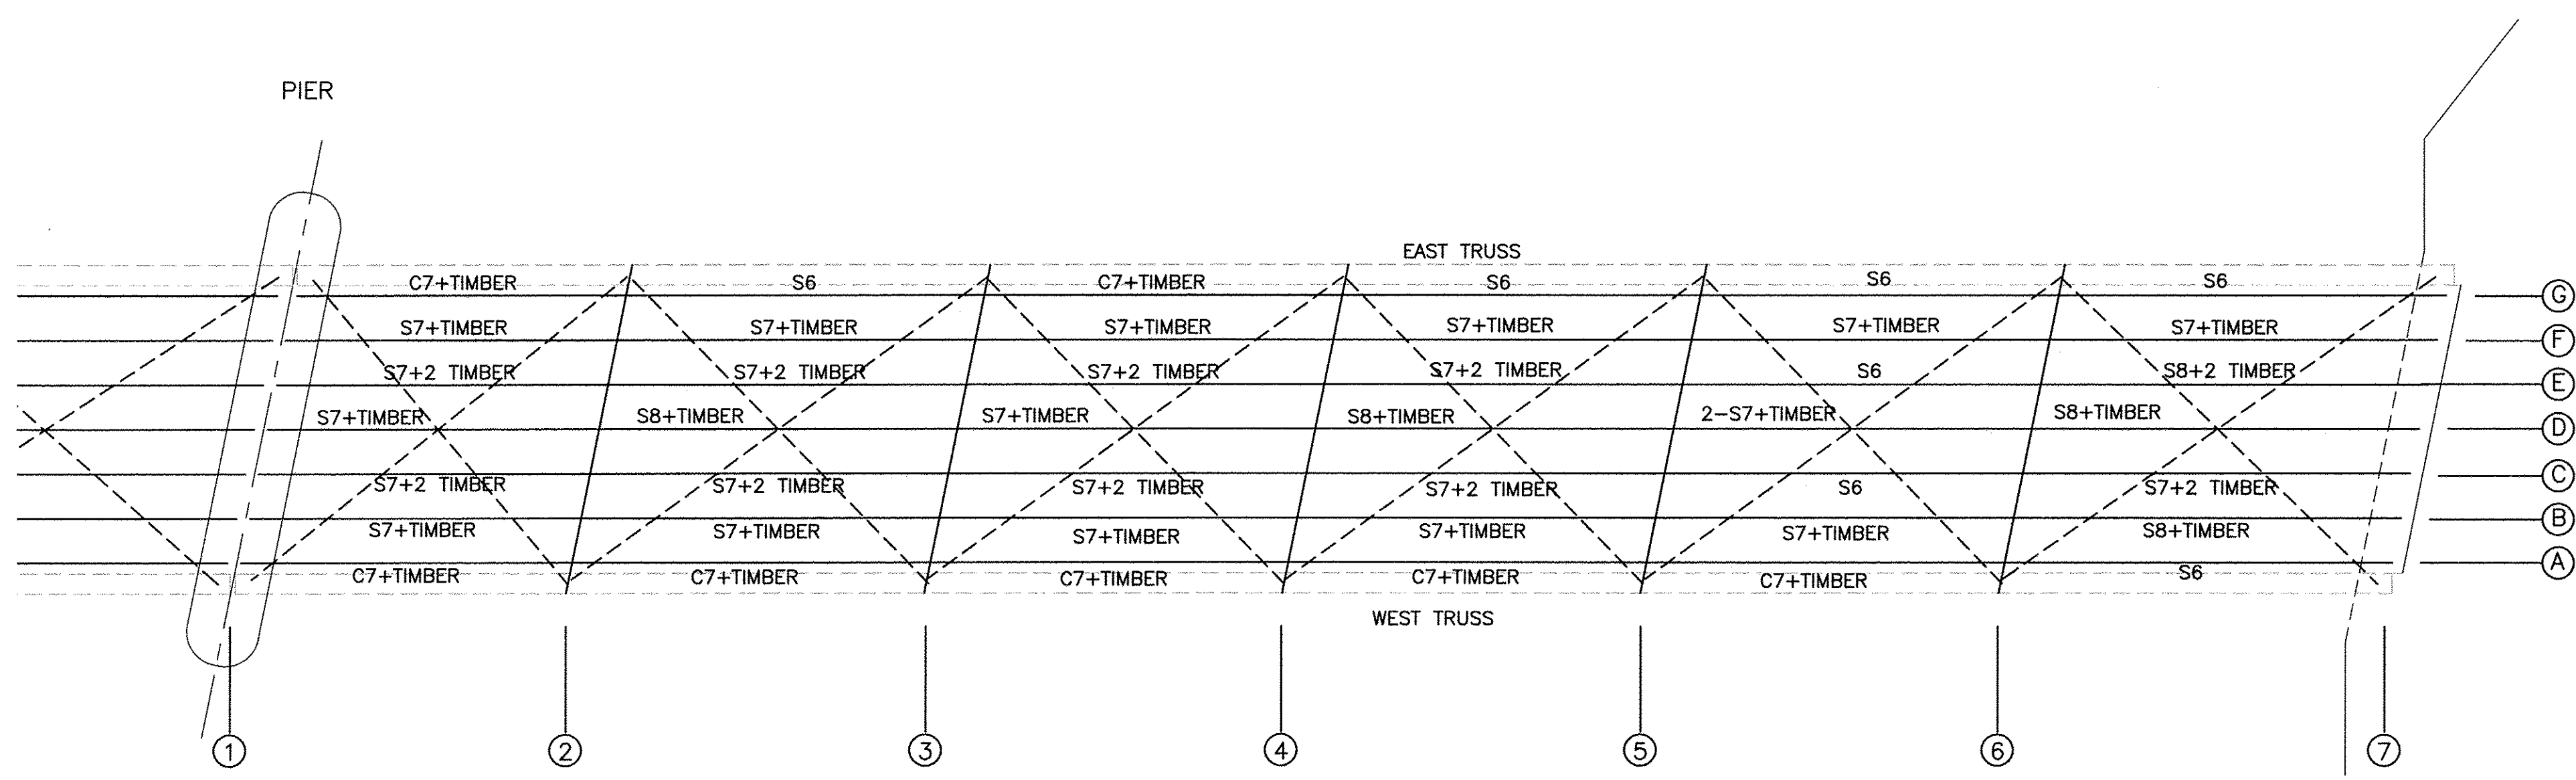 PIER
EAST TRUSS
C7+TIMBER S6 C7+TIMBER S6 S6 S6
G
S7+TIMBER S7+TIMBER S7+TIMBER S7+TIMBER S7+TIMBER S7+TIMBER
F
S7+2 TIMBER S7+2 TIMBER S7+2 TIMBER S7+2 TIMBER S6 S8+2 TIMBER
E
S7+TIMBER S8+TIMBER S7+TIMBER S8+TIMBER 2-S7+TIMBER S8+TIMBER
D
S7+2 TIMBER S7+2 TIMBER S7+2 TIMBER S7+2 TIMBER S6 S7+2 TIMBER
C
S7+TIMBER S7+TIMBER S7+TIMBER S7+TIMBER S7+TIMBER S8+TIMBER
B
C7+TIMBER C7+TIMBER C7+TIMBER C7+TIMBER C7+TIMBER S6
A
WEST TRUSS
1 2 3 4 5 6 7